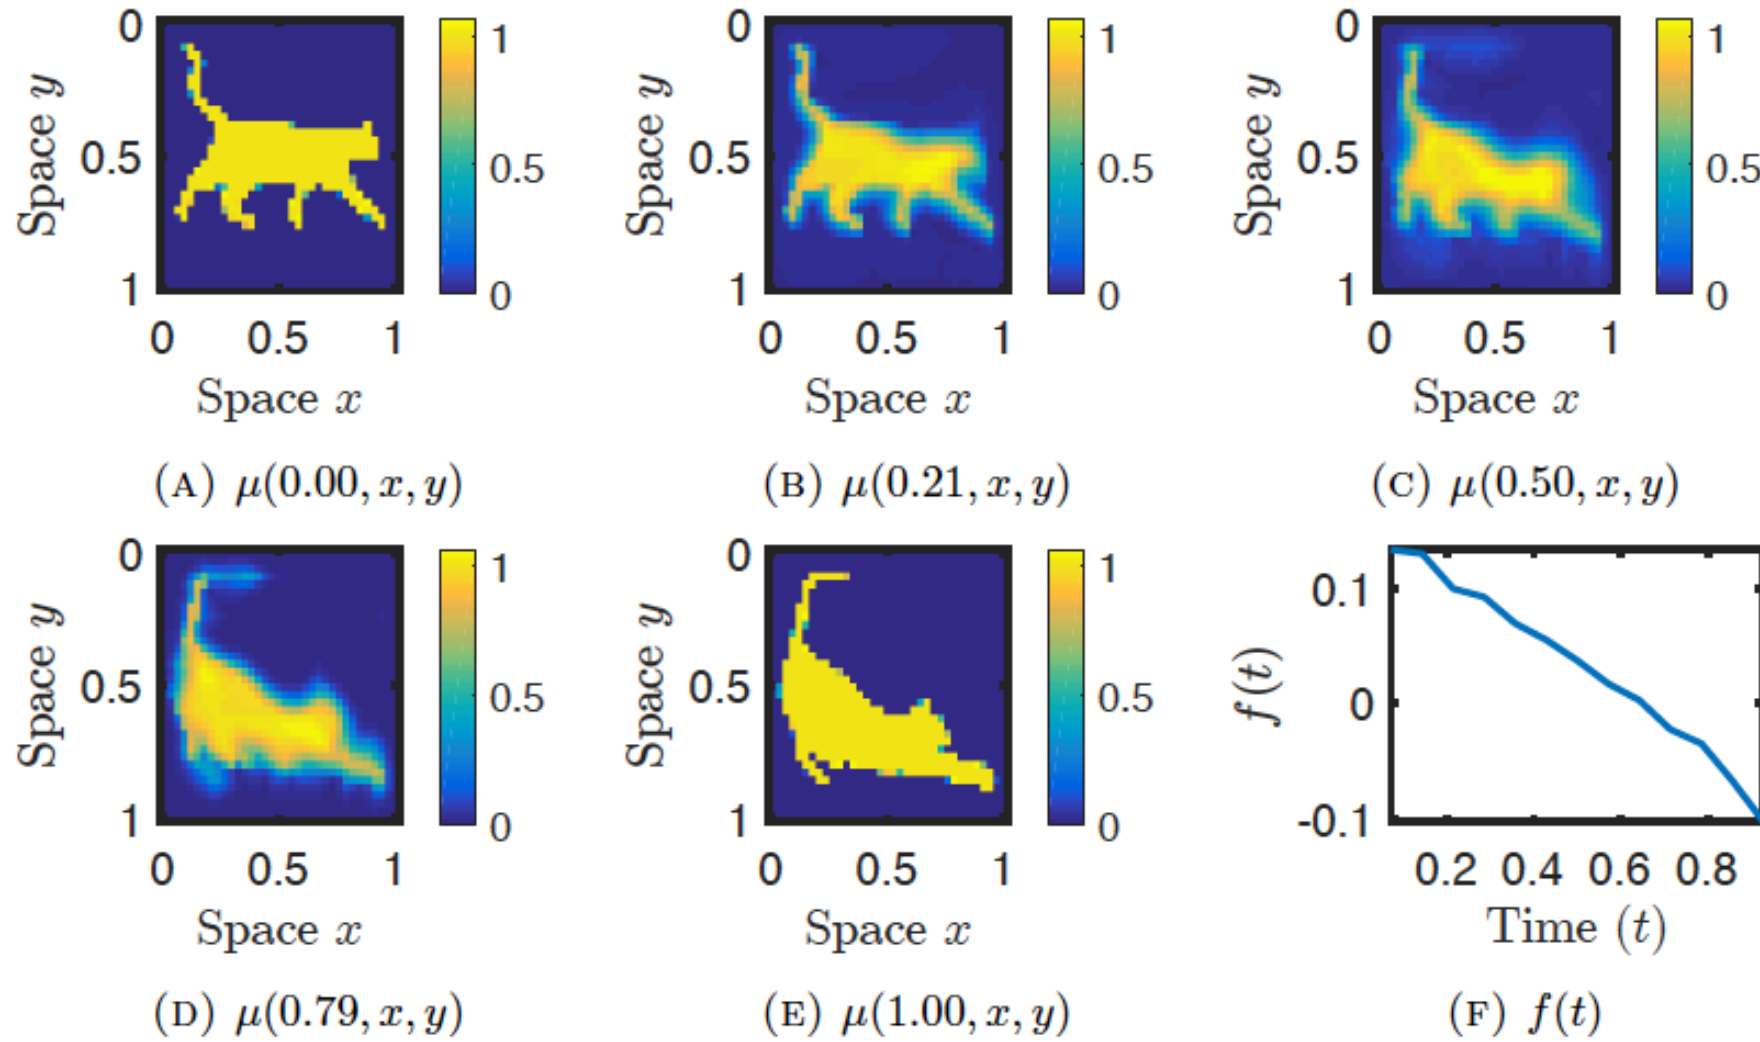 Space y
0
0.5
1
0 0.5 1
Space x
1
0.5
0
(A) μ(0.00, x, y)
Space y
0
0.5
1
0 0.5 1
Space x
1
0.5
0
(B) μ(0.21, x, y)
Space y
0
0.5
1
0 0.5 1
Space x
1
0.5
0
(C) μ(0.50, x, y)
Space y
0
0.5
1
0 0.5 1
Space x
1
0.5
0
(D) μ(0.79, x, y)
Space y
0
0.5
1
0 0.5 1
Space x
1
0.5
0
(E) μ(1.00, x, y)
f(t)
0.1
0
-0.1
0.2 0.4 0.6 0.8
Time (t)
(F) f(t)